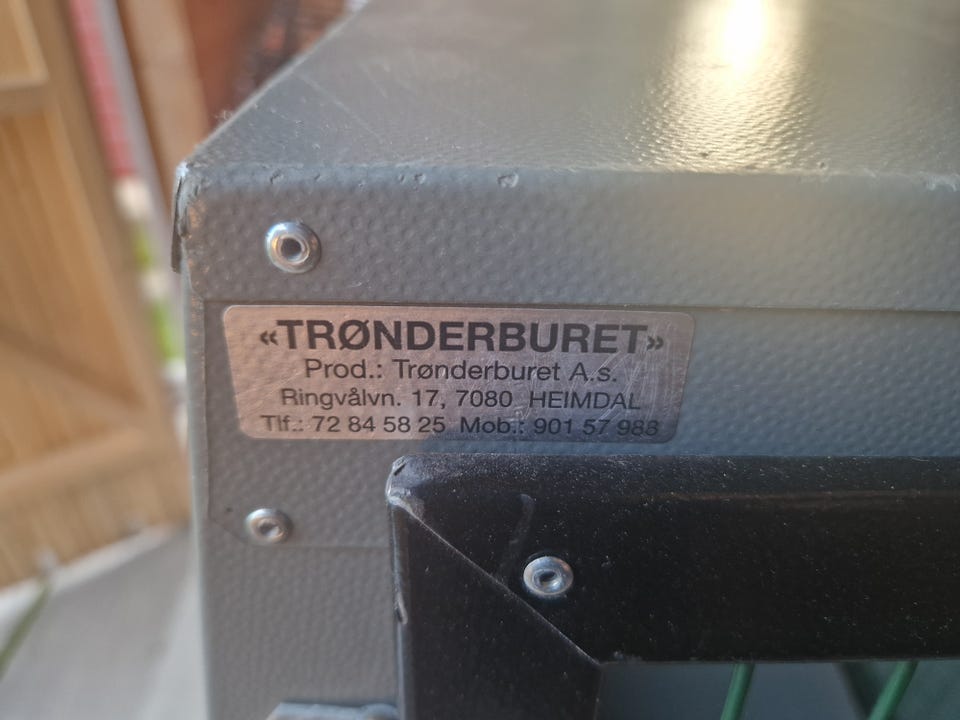 «TRØNDERBURET»
Prod.: Trønderburet A.s.
Ringvålvn. 17, 7080 HEIMDAL
Tlf.: 72 84 58 25 Mob.: 901 57 988